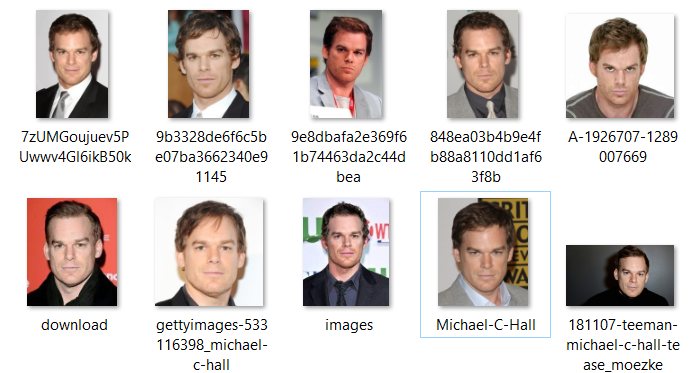 7zUMGoujuev5P
Uwwv4Gl6ikB50k
9b3328de6f6c5b
e07ba3662340e9
1145
9e8dbafa2e369f6
1b74463da2c44d
bea
848ea03b4b9e4f
b88a8110dd1af6
3f8b
A-1926707-1289
007669
download
gettyimages-533
116398_michael-
c-hall
images
Michael-C-Hall
181107-teeman-
michael-c-hall-te
ase_moezke